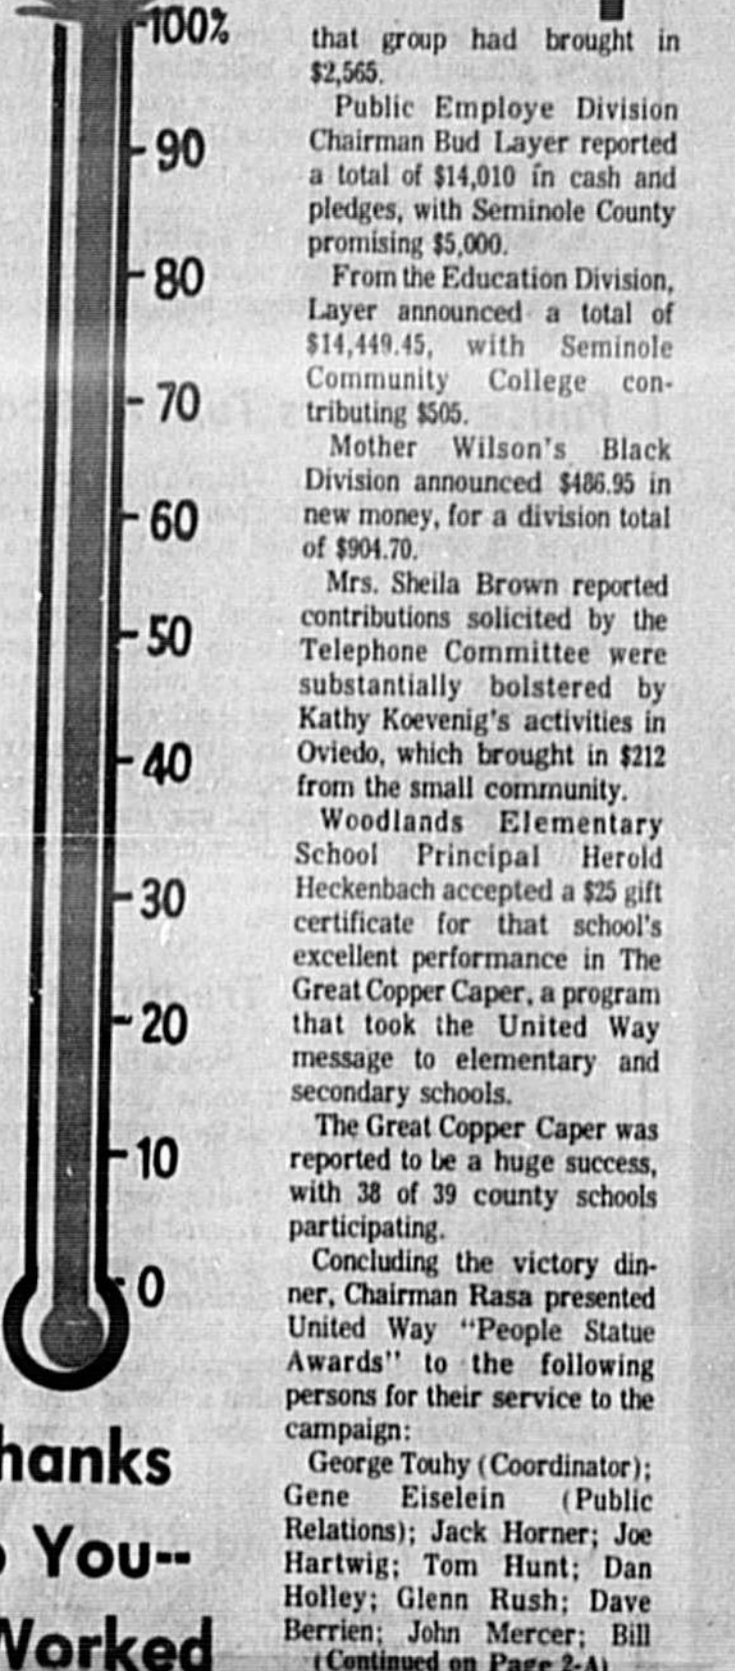 100%
90
80
70
60
50
40
30
20
10
0
hanks
You--
Worked
that group had brought in
$2,565.
Public Employe Division
Chairman Bud Layer reported
a total of $14,010 in cash and
pledges, with Seminole County
promising $5,000.
From the Education Division,
Layer announced a total of
$14,449.45, with Seminole
Community College con-
tributing $505.
Mother Wilson's Black
Division announced $486.95 in
new money, for a division total
of $904.70.
Mrs. Sheila Brown reported
contributions solicited by the
Telephone Committee were
substantially bolstered by
Kathy Koevenig's activities in
Oviedo, which brought in $212
from the small community.
Woodlands Elementary
School Principal Herold
Heckenbach accepted a $25 gift
certificate for that school's
excellent performance in The
Great Copper Caper, a program
that took the United Way
message to elementary and
secondary schools.
The Great Copper Caper was
reported to be a huge success,
with 38 of 39 county schools
participating.
Concluding the victory din-
ner, Chairman Rasa presented
United Way "People Statue
Awards" to the following
persons for their service to the
campaign:
George Touhy (Coordinator);
Gene Eiselein (Public
Relations); Jack Horner; Joe
Hartwig; Tom Hunt; Dan
Holley; Glenn Rush; Dave
Berrien; John Mercer; Bill
(Continued on Page 2-A)